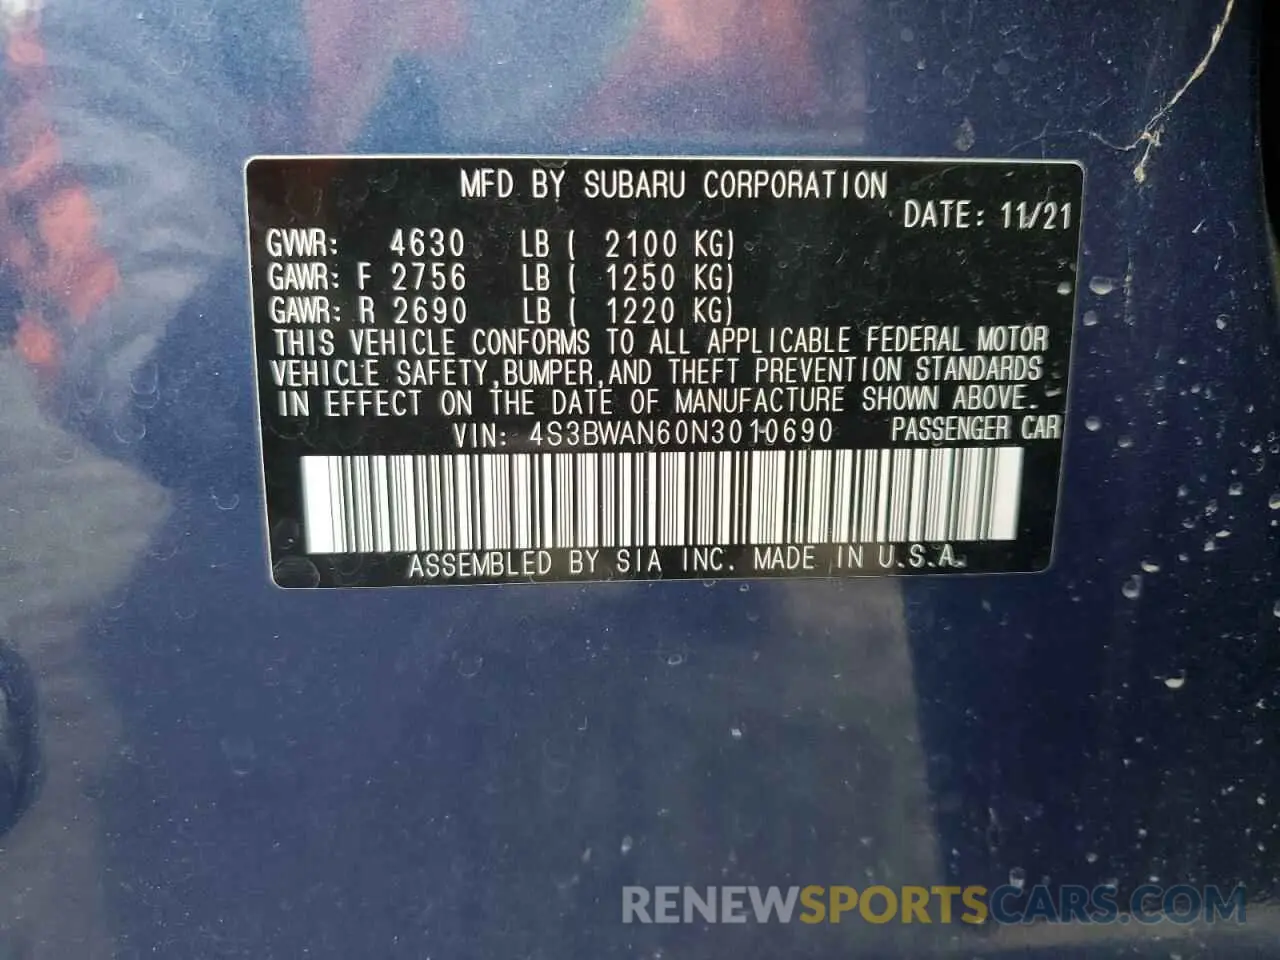 MFD BY SUBARU CORPORATION
DATE: 11/21
GVWR: 4630 LB ( 2100 KG)
GAWR: F 2756 LB ( 1250 KG)
GAWR: R 2690 LB ( 1220 KG)
THIS VEHICLE CONFORMS TO ALL APPLICABLE FEDERAL MOTOR
VEHICLE SAFETY,BUMPER,AND THEFT PREVENTION STANDARDS
IN EFFECT ON THE DATE OF MANUFACTURE SHOWN ABOVE.
VIN: 4S3BWAN60N3010690 PASSENGER CAR
ASSEMBLED BY SIA INC. MADE IN U.S.A.
RENEWSPORTSCARS.COM